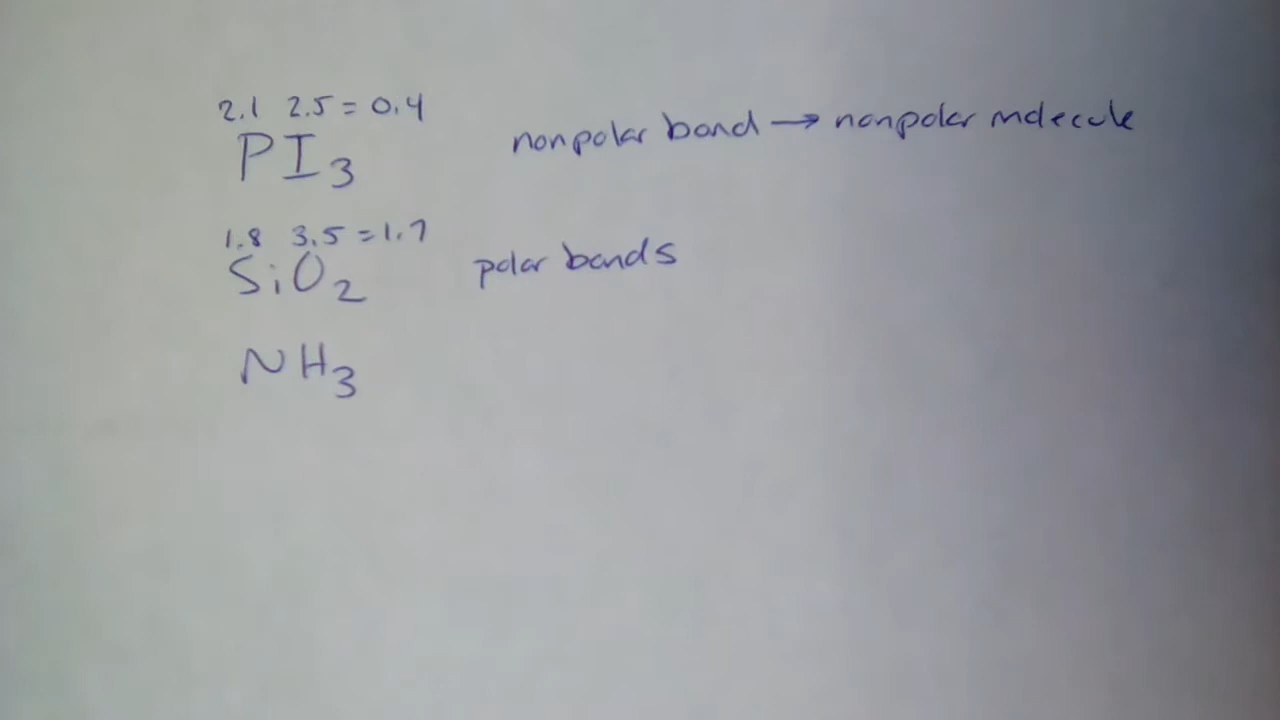 2.1 2.5 = 0.4
PI₃ nonpolar bond → nonpolar molecule
1.8 3.5 = 1.7
SiO₂ polar bonds
NH₃